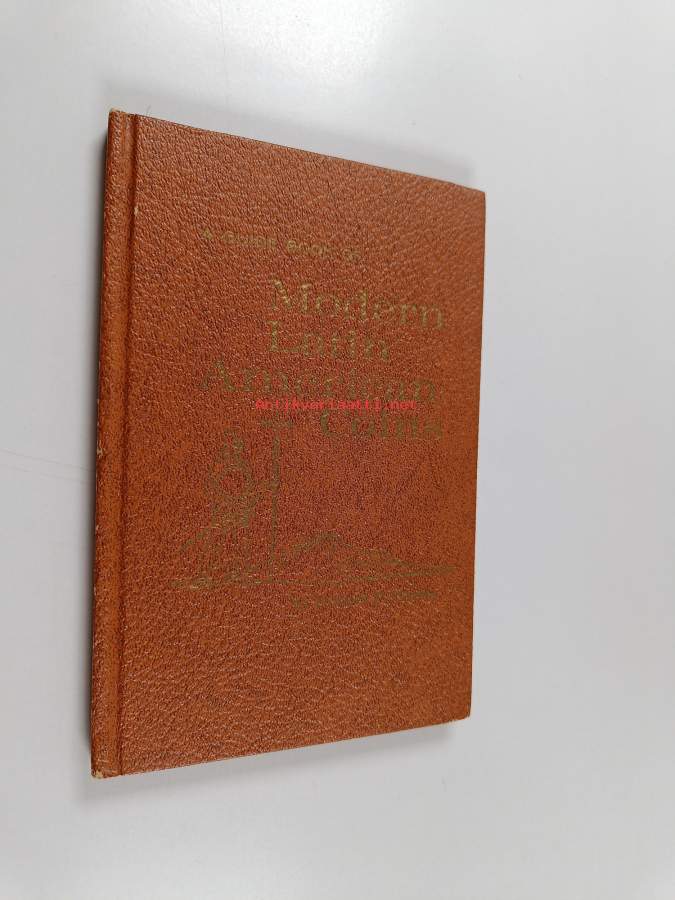 A GUIDE BOOK OF
Modern
Latin
American
antikvariaatti.net
Coins